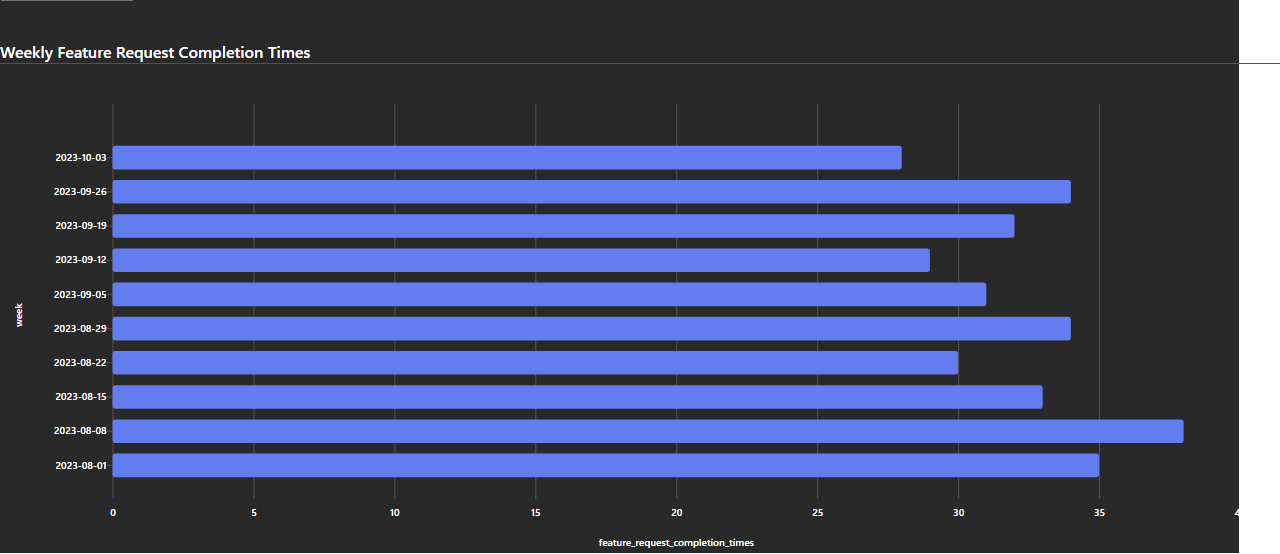 Weekly Feature Request Completion Times
2023-10-03
2023-09-26
2023-09-19
2023-09-12
2023-09-05
week
2023-08-29
2023-08-22
2023-08-15
2023-08-08
2023-08-01
0 5 10 15 20 25 30 35
feature_request_completion_times